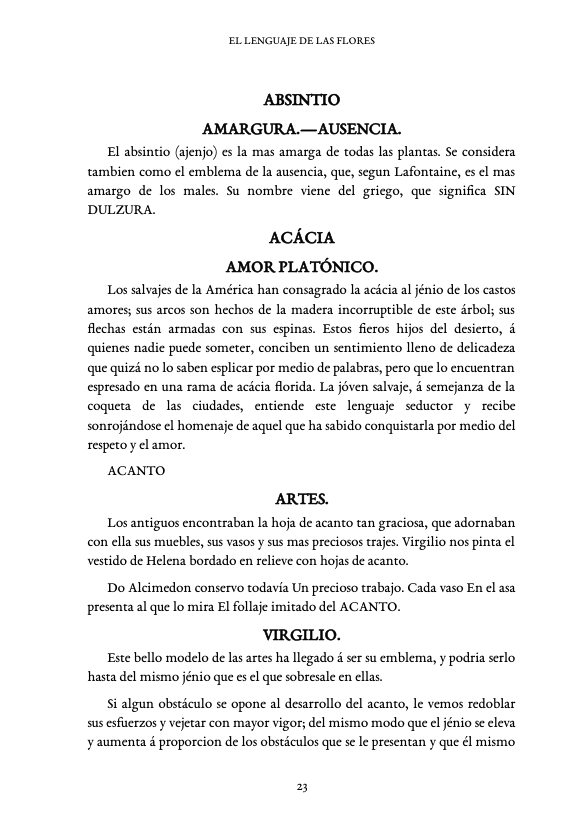 EL LENGUAJE DE LAS FLORES
ABSINTIO
AMARGURA.—AUSENCIA.
El absintio (ajenjo) es la mas amarga de todas las plantas. Se considera
tambien como el emblema de la ausencia, que, segun Lafontaine, es el mas
amargo de los males. Su nombre viene del griego, que significa SIN
DULZURA.
ACÁCIA
AMOR PLATÓNICO.
Los salvajes de la América han consagrado la acácia al jénio de los castos
amores; sus arcos son hechos de la madera incorruptible de este árbol; sus
flechas están armadas con sus espinas. Estos fieros hijos del desierto, á
quienes nadie puede someter, conciben un sentimiento lleno de delicadeza
que quizá no lo saben esplicar por medio de palabras, pero que lo encuentran
espresado en una rama de acácia florida. La jóven salvaje, á semejanza de la
coqueta de las ciudades, entiende este lenguaje seductor y recibe
sonrojándose el homenaje de aquel que ha sabido conquistarla por medio del
respeto y el amor.
ACANTO
ARTES.
Los antiguos encontraban la hoja de acanto tan graciosa, que adornaban
con ella sus muebles, sus vasos y sus mas preciosos trajes. Virgilio nos pinta el
vestido de Helena bordado en relieve con hojas de acanto.
Do Alcimedon conservo todavía Un precioso trabajo. Cada vaso En el asa
presenta al que lo mira El follaje imitado del ACANTO.
VIRGILIO.
Este bello modelo de las artes ha llegado á ser su emblema, y podria serlo
hasta del mismo jénio que es el que sobresale en ellas.
Si algun obstáculo se opone al desarrollo del acanto, le vemos redoblar
sus esfuerzos y vejetar con mayor vigor; del mismo modo que el jénio se eleva
y aumenta á proporcion de los obstáculos que se le presentan y que él mismo
23